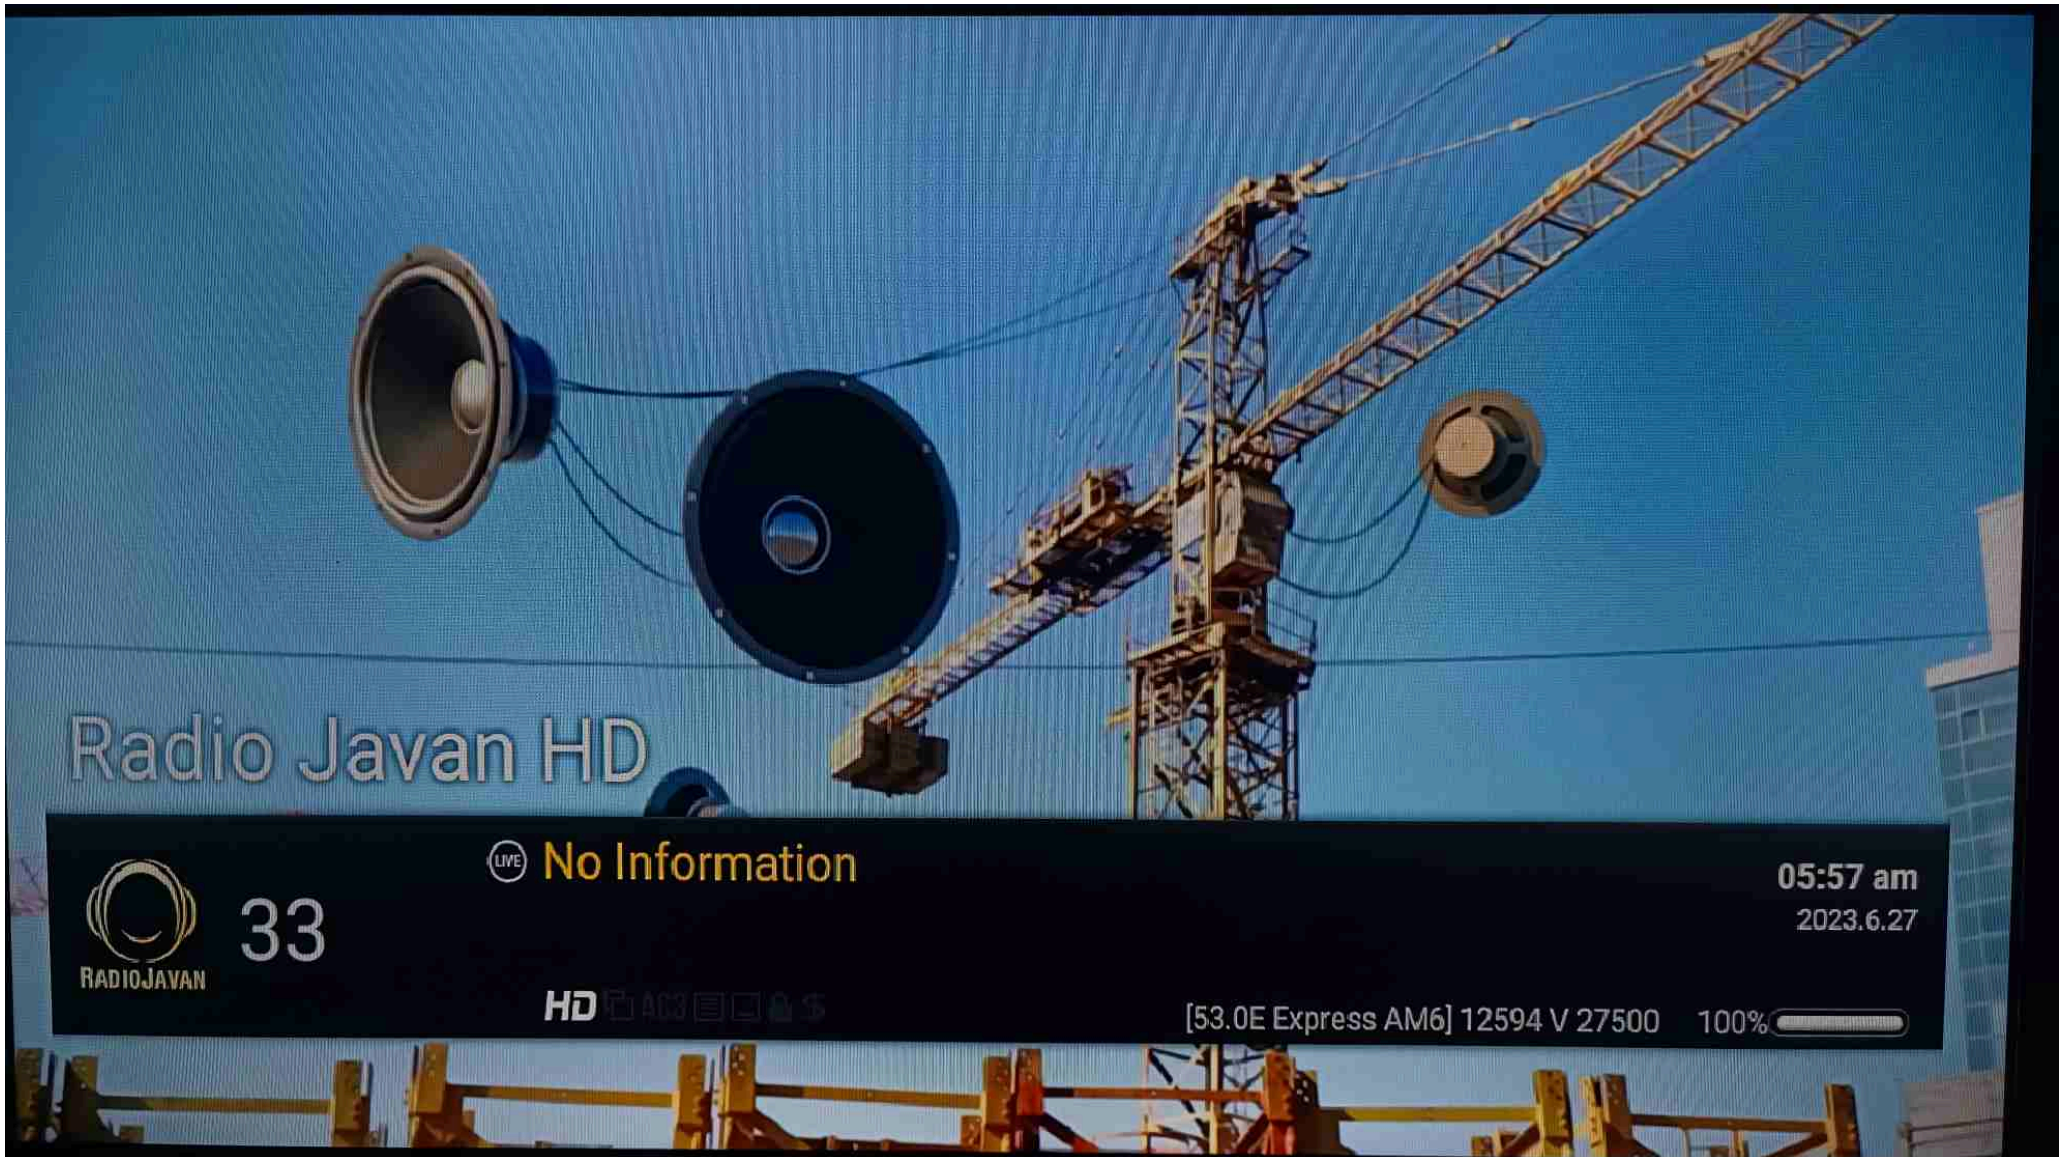 Radio Javan HD
LIVE No Information
05:57 am
2023.6.27
33
RADIOJAVAN
HD AC3 $
[53.0E Express AM6] 12594 V 27500 100%